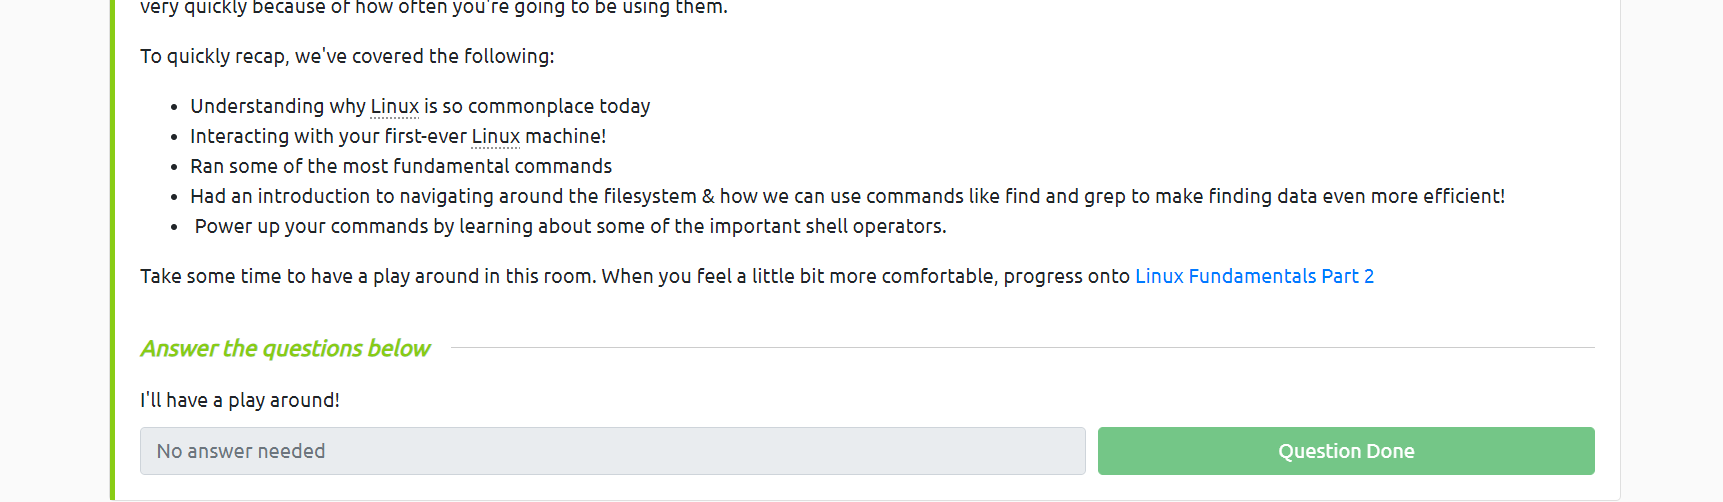 very quickly because of how often you're going to be using them.
To quickly recap, we've covered the following:
• Understanding why Linux is so commonplace today
• Interacting with your first-ever Linux machine!
• Ran some of the most fundamental commands
• Had an introduction to navigating around the filesystem & how we can use commands like find and grep to make finding data even more efficient!
• Power up your commands by learning about some of the important shell operators.
Take some time to have a play around in this room. When you feel a little bit more comfortable, progress onto Linux Fundamentals Part 2
Answer the questions below
I'll have a play around!
No answer needed
Question Done